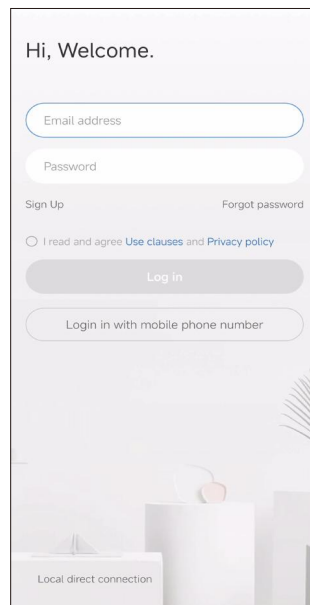 Hi, Welcome.
Email address
Password
Sign Up Forgot password
I read and agree Use clauses and Privacy policy
Log in
Login in with mobile phone number
Local direct connection